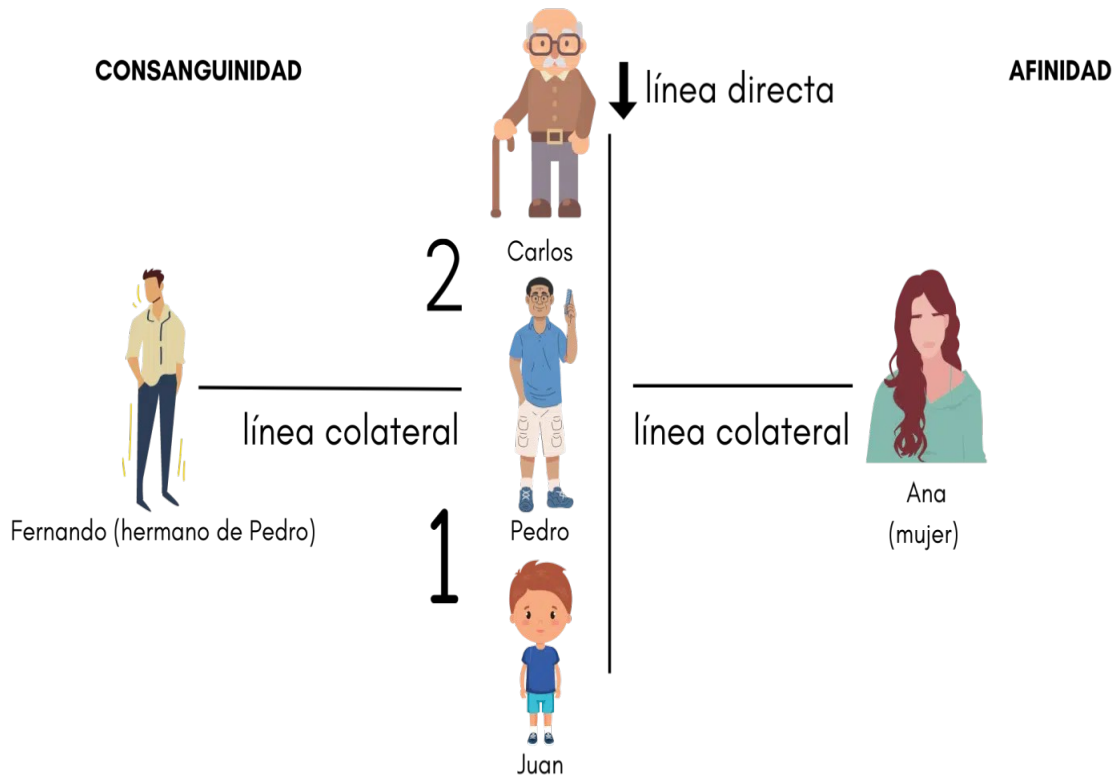 CONSANGUINIDAD
AFINIDAD
línea directa
Carlos
2
línea colateral
línea colateral
Ana
(mujer)
Fernando (hermano de Pedro)
Pedro
1
Juan